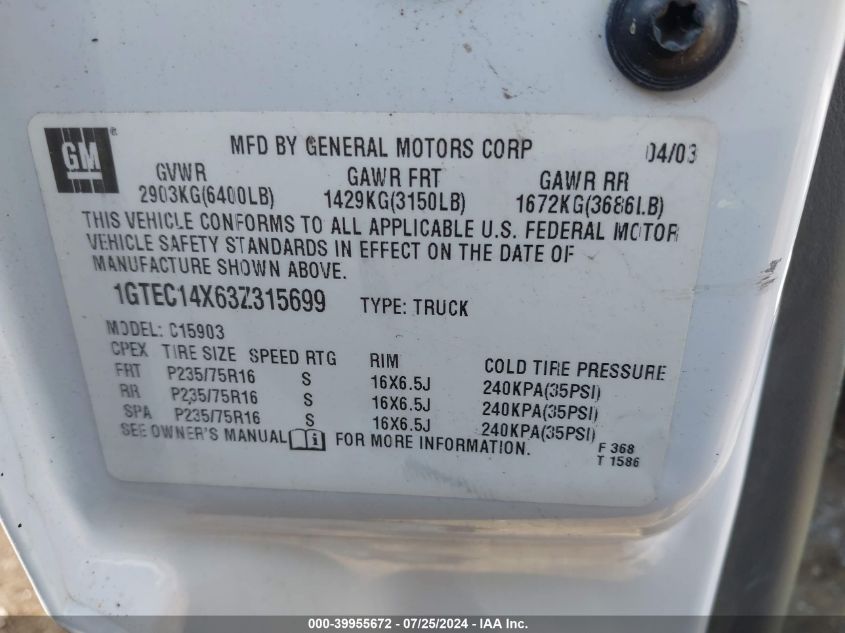 GM®
MFD BY GENERAL MOTORS CORP 04/03
GVWR GAWR FRT GAWR RR
2903KG(6400LB) 1429KG(3150LB) 1672KG(3686LB)
THIS VEHICLE CONFORMS TO ALL APPLICABLE U.S. FEDERAL MOTOR
VEHICLE SAFETY STANDARDS IN EFFECT ON THE DATE OF
MANUFACTURE SHOWN ABOVE.
1GTEC14X63Z315699 TYPE: TRUCK
MODEL: C15903
CPEX TIRE SIZE SPEED RTG RIM COLD TIRE PRESSURE
FRT P235/75R16 S 16X6.5J 240KPA(35PSI)
RR P235/75R16 S 16X6.5J 240KPA(35PSI)
SPA P235/75R16 S 16X6.5J 240KPA(35PSI)
SEE OWNER'S MANUAL FOR MORE INFORMATION.
F 368
T 1586
000-39955672 - 07/25/2024 - IAA Inc.